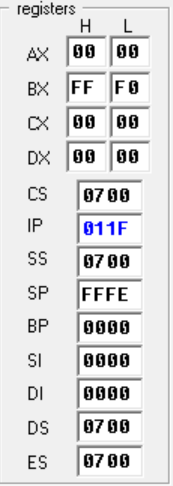 registers
H L
AX 00 00
BX FF F0
CX 00 00
DX 00 00
CS 0700
IP 011F
SS 0700
SP FFFE
BP 0000
SI 0000
DI 0000
DS 0700
ES 0700